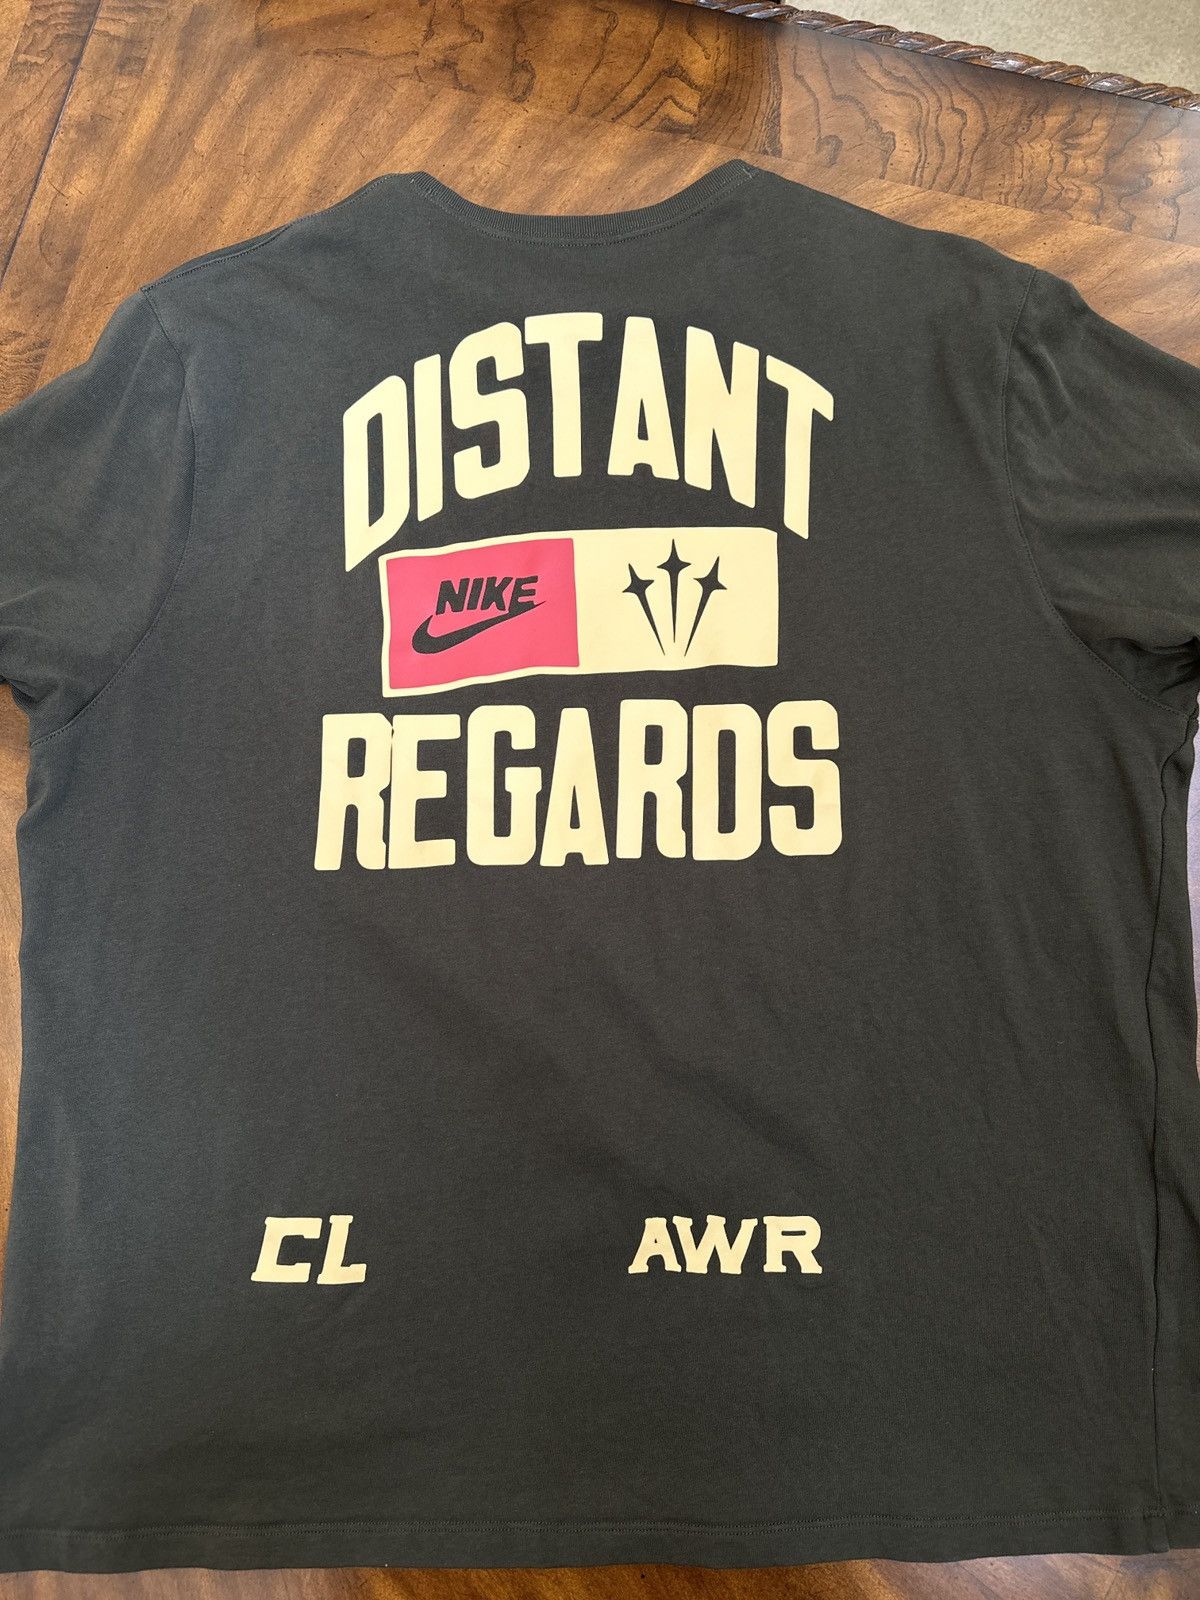 DISTANT
NIKE
REGARDS
CL AWR